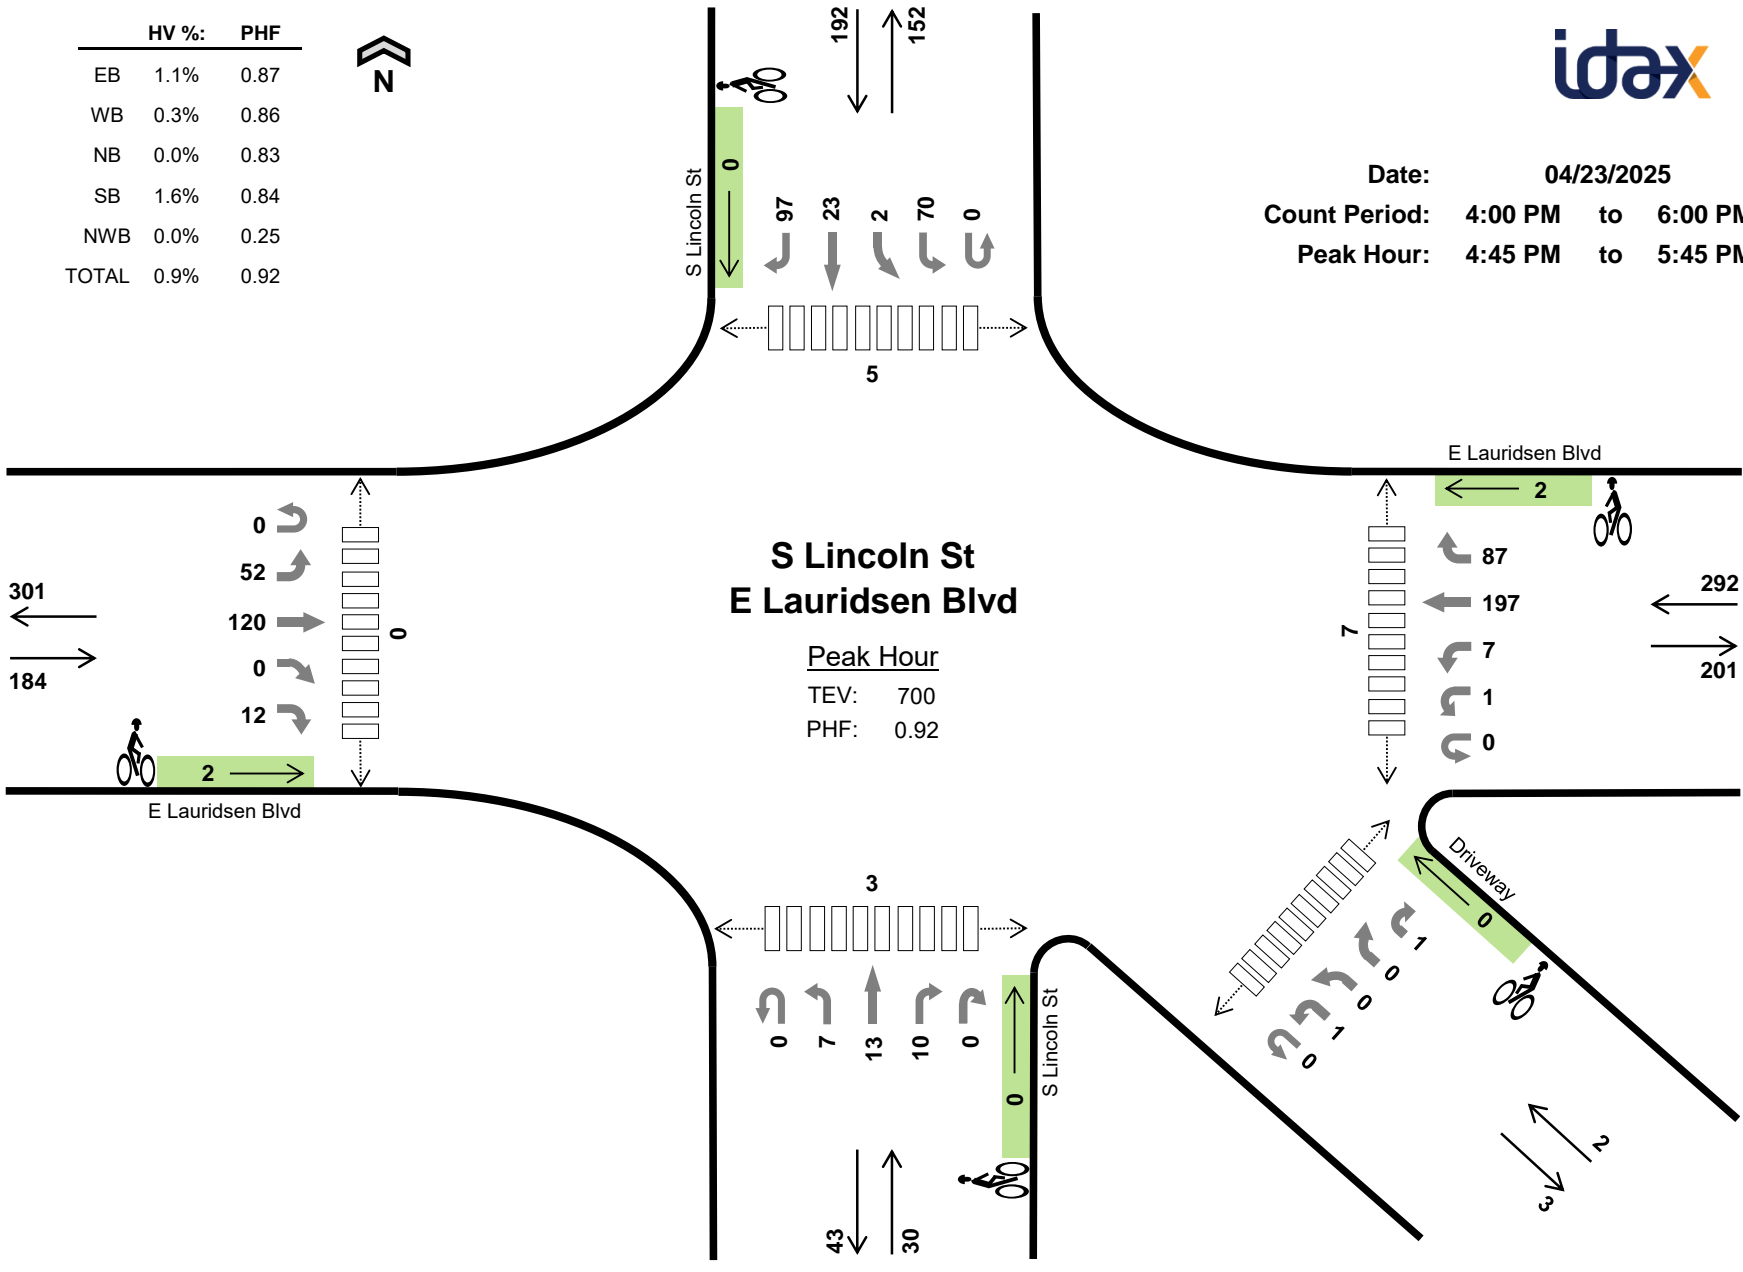 HV %: PHF
EB 1.1% 0.87
WB 0.3% 0.86
NB 0.0% 0.83
SB 1.6% 0.84
NWB 0.0% 0.25
TOTAL 0.9% 0.92
N
idax
Date: 04/23/2025
Count Period: 4:00 PM to 6:00 PM
Peak Hour: 4:45 PM to 5:45 PM
192 152
S Lincoln St
0
97 23 2 70 0
5
E Lauridsen Blvd
2
0
52
120
0
12
0
301
184
2
E Lauridsen Blvd
S Lincoln St
E Lauridsen Blvd
Peak Hour
TEV: 700
PHF: 0.92
7
87
197
7
1
0
292
201
3
0 7 13 10 0
0
S Lincoln St
43 30
Driveway
0
1
0
0
1
0
2
3